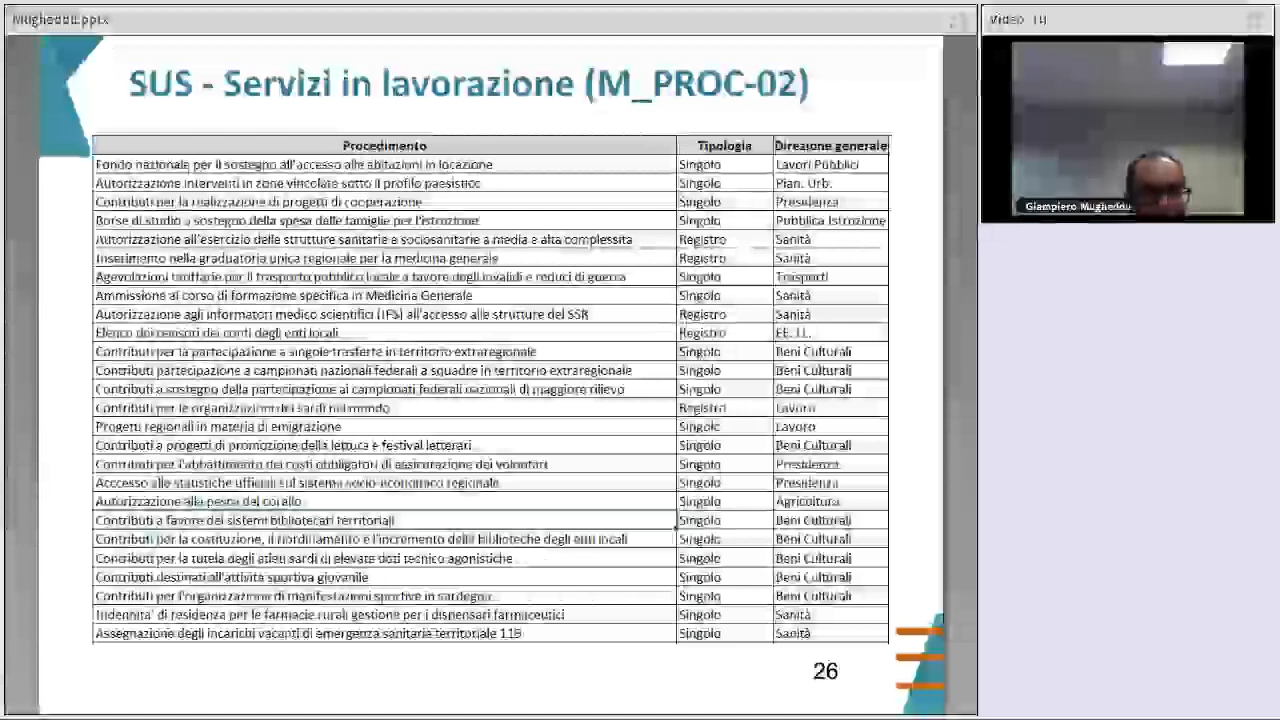 Mugheddu.pptx
Video (1)
SUS - Servizi in lavorazione (M_PROC-02)
Procedimento Tipologia Direzione generale
Fondo nazionale per il sostegno all'accesso alle abitazioni in locazione Singolo Lavori Pubblici
Autorizzazione interventi in zone vincolate sotto il profilo paesistico Singolo Pian. Urb.
Contributi per la realizzazione di progetti di cooperazione Singolo Presidenza
Borse di studio a sostegno della spesa delle famiglie per l'istruzione Singolo Pubblica Istruzione
Autorizzazione all'esercizio delle strutture sanitarie e sociosanitarie a media e alta complessità Registro Sanità
Inserimento nella graduatoria unica regionale per la medicina generale Registro Sanità
Agevolazioni tariffarie per il trasporto pubblico locale a favore degli invalidi e reduci di guerra Singolo Trasporti
Ammissione al corso di formazione specifica in Medicina Generale Singolo Sanità
Autorizzazione agli informatori medico scientifici (IFS) all'accesso alle strutture del SSR Registro Sanità
Elenco dei revisori dei conti degli enti locali Registro EE. LL.
Contributi per la partecipazione a singole trasferte in territorio extraregionale Singolo Beni Culturali
Contributi partecipazione a campionati nazionali federali a squadre in territorio extraregionale Singolo Beni Culturali
Contributi a sostegno della partecipazione ai campionati federali nazionali di maggiore rilievo Singolo Beni Culturali
Contributi per le organizzazioni dei sardi nel mondo Registro Lavoro
Progetti regionali in materia di emigrazione Singolo Lavoro
Contributi a progetti di promozione della lettura e festival letterari Singolo Beni Culturali
Contributi per l'abbattimento dei costi obbligatori di assicurazione dei volontari Singolo Presidenza
Acccesso alle statistiche ufficiali sul sistema socio-economico regionale Singolo Presidenza
Autorizzazione alla pesca del corallo Singolo Agricoltura
Contributi a favore dei sistemi bibliotecari territoriali Singolo Beni Culturali
Contributi per la costituzione, il riordinamento e l'incremento delle biblioteche degli enti locali Singolo Beni Culturali
Contributi per la tutela degli atleti sardi di elevate doti tecnico agonistiche Singolo Beni Culturali
Contributi destinati all'attività sportiva giovanile Singolo Beni Culturali
Contributi per l'organizzazione di manifestazioni sportive in sardegna Singolo Beni Culturali
Indennita' di residenza per le farmacie rurali gestione per i dispensari farmaceutici Singolo Sanità
Assegnazione degli incarichi vacanti di emergenza sanitaria territoriale 118 Singolo Sanità
26
Giampiero Mugheddu